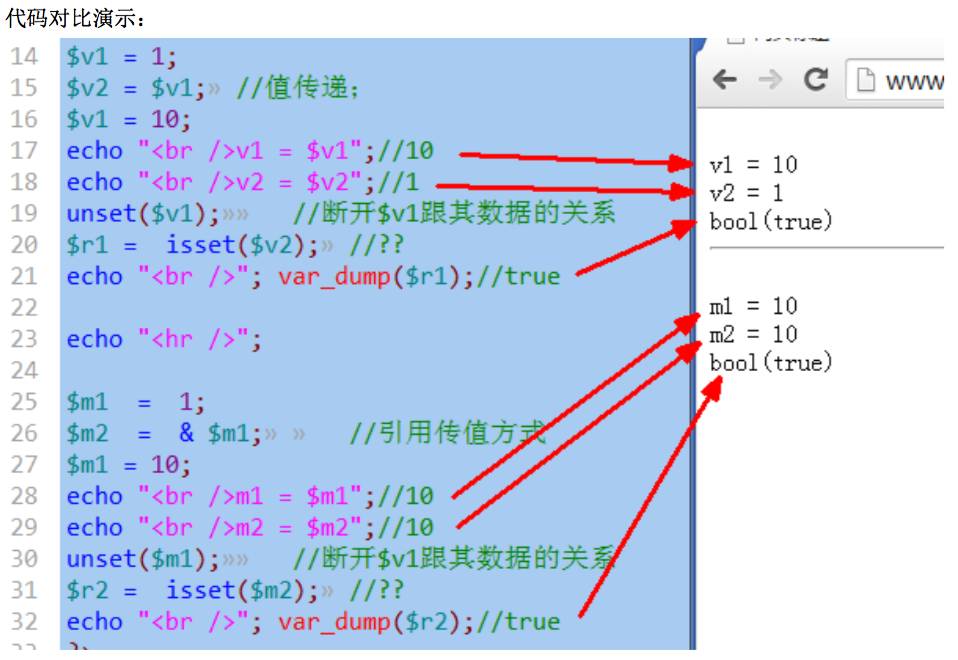 代码对比演示：
14 $v1 = 1;
15 $v2 = $v1;» //值传递;
16 $v1 = 10;
17 echo "<br />v1 = $v1";//10
18 echo "<br />v2 = $v2";//1
19 unset($v1);»» //断开$v1跟其数据的关系
20 $r1 = isset($v2);» //??
21 echo "<br />"; var_dump($r1);//true
22
23 echo "<hr />";
24
25 $m1 = 1;
26 $m2 = & $m1;» » //引用传值方式
27 $m1 = 10;
28 echo "<br />m1 = $m1";//10
29 echo "<br />m2 = $m2";//10
30 unset($m1);»» //断开$v1跟其数据的关系
31 $r2 = isset($m2);» //??
32 echo "<br />"; var_dump($r2);//true
www
v1 = 10
v2 = 1
bool(true)
m1 = 10
m2 = 10
bool(true)